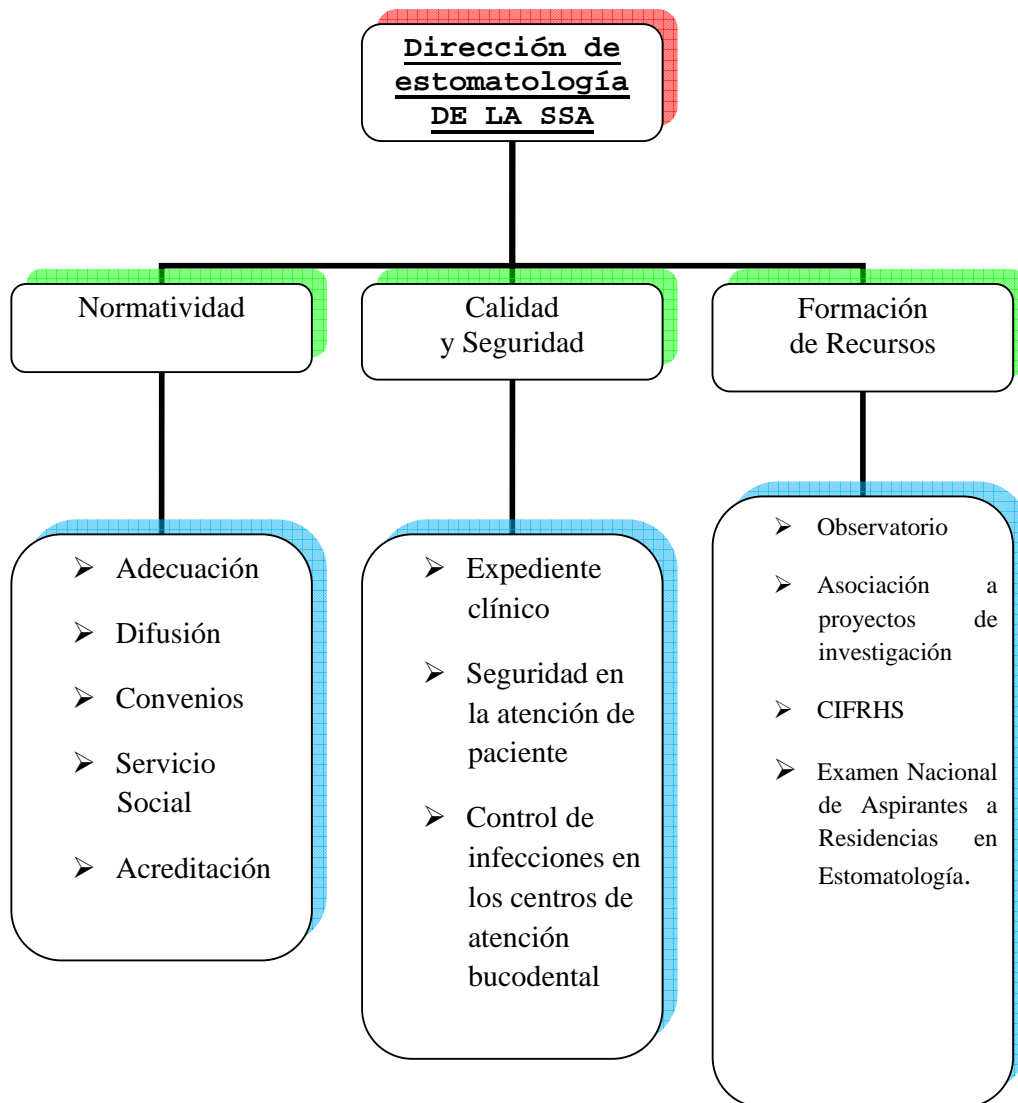 Dirección de
estomatología
DE LA SSA
Normatividad
Calidad
y Seguridad
Formación
de Recursos
➢ Adecuación
➢ Difusión
➢ Convenios
➢ Servicio
Social
➢ Acreditación
➢ Expediente
clínico
➢ Seguridad en
la atención de
paciente
➢ Control de
infecciones en
los centros de
atención
bucodental
➢ Observatorio
➢ Asociación a
proyectos de
investigación
➢ CIFRHS
➢ Examen Nacional
de Aspirantes a
Residencias en
Estomatología.